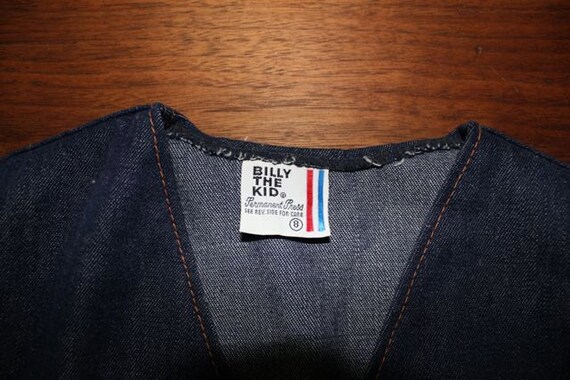 BILLY
THE
KID®
Permanent Press
SEE REV. SIDE FOR CARE
8